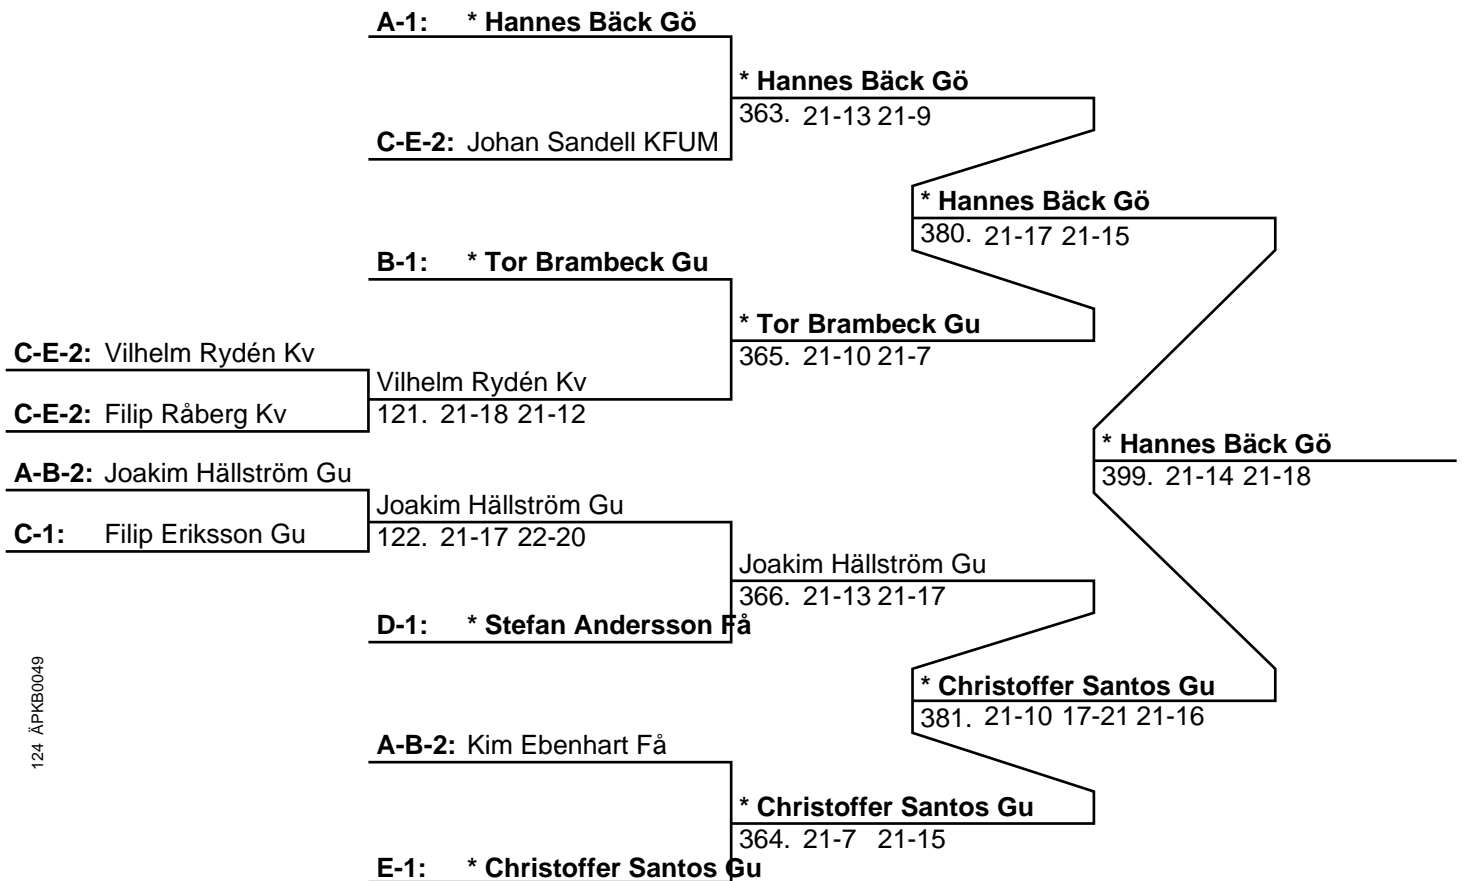 A-1: * Hannes Bäck Gö
* Hannes Bäck Gö
363. 21-13 21-9
C-E-2: Johan Sandell KFUM
* Hannes Bäck Gö
380. 21-17 21-15
B-1: * Tor Brambeck Gu
* Tor Brambeck Gu
365. 21-10 21-7
C-E-2: Vilhelm Rydén Kv
Vilhelm Rydén Kv
121. 21-18 21-12
C-E-2: Filip Råberg Kv
* Hannes Bäck Gö
399. 21-14 21-18
A-B-2: Joakim Hällström Gu
Joakim Hällström Gu
122. 21-17 22-20
C-1: Filip Eriksson Gu
Joakim Hällström Gu
366. 21-13 21-17
D-1: * Stefan Andersson Få
* Christoffer Santos Gu
381. 21-10 17-21 21-16
A-B-2: Kim Ebenhart Få
* Christoffer Santos Gu
364. 21-7 21-15
E-1: * Christoffer Santos Gu
124 ÄPKB0049